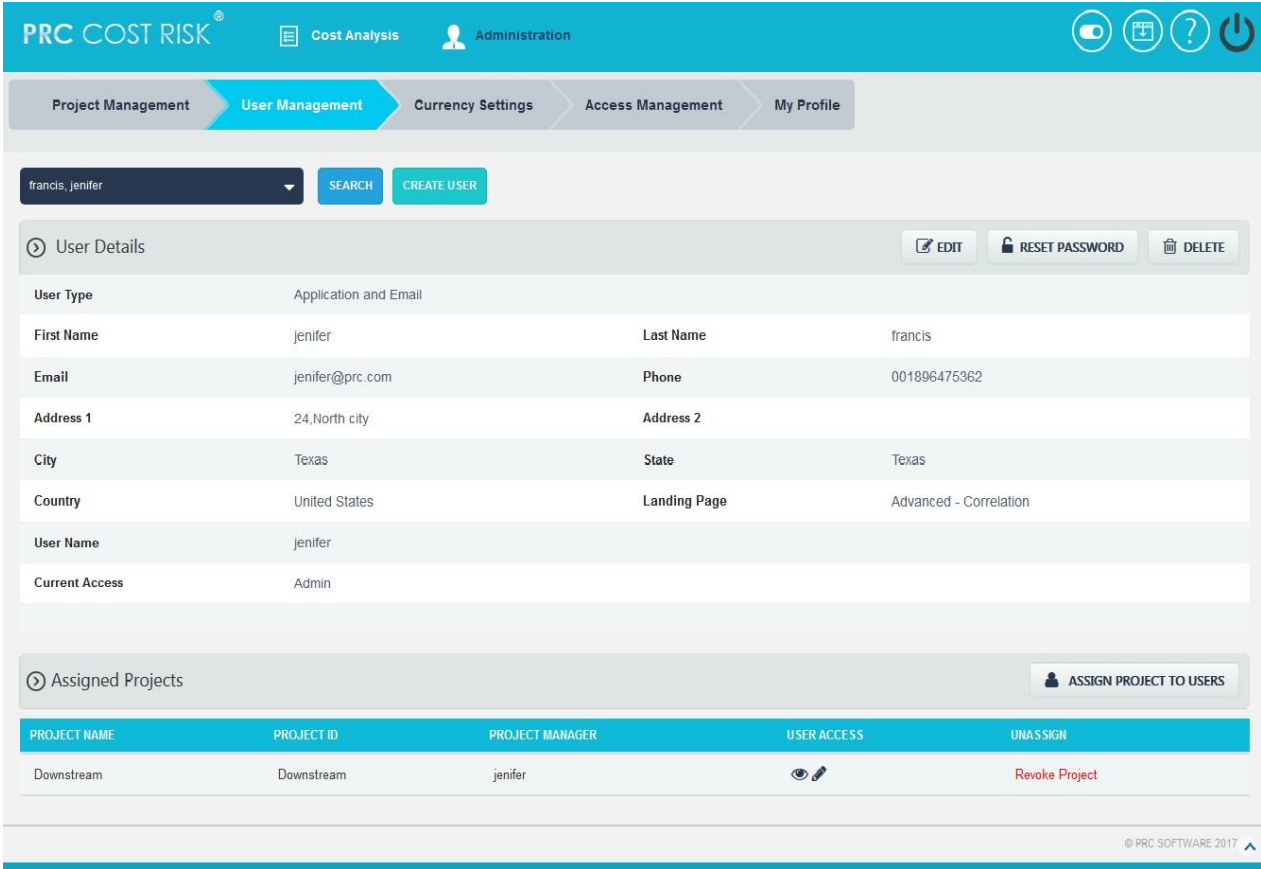 PRC COST RISK®
Cost Analysis
Administration
?
Project Management
User Management
Currency Settings
Access Management
My Profile
francis, jenifer
SEARCH
CREATE USER
User Details
EDIT
RESET PASSWORD
DELETE
User Type Application and Email
First Name jenifer Last Name francis
Email jenifer@prc.com Phone 001896475362
Address 1 24,North city Address 2
City Texas State Texas
Country United States Landing Page Advanced - Correlation
User Name jenifer
Current Access Admin
Assigned Projects
ASSIGN PROJECT TO USERS
PROJECT NAME PROJECT ID PROJECT MANAGER USER ACCESS UNASSIGN
Downstream Downstream jenifer Revoke Project
© PRC SOFTWARE 2017